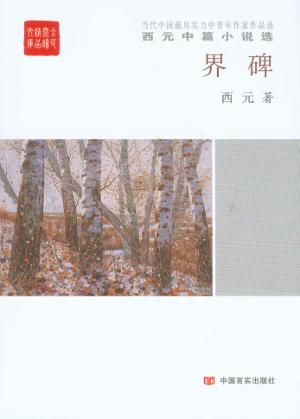 当代中国最具实力中青年作家作品选
西元中篇小说选
界碑
西元 著
中国言实出版社